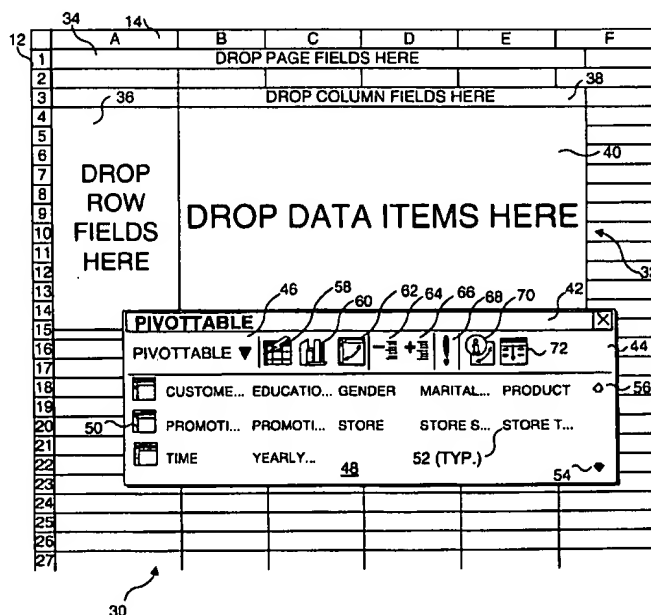 34 14
12 A B C D E F
1 DROP PAGE FIELDS HERE
2
3 36 DROP COLUMN FIELDS HERE 38
4
5
6 40
7 DROP
8 ROW
9 FIELDS
10 HERE
DROP DATA ITEMS HERE
11
12
13
14
46 58 60 62 64 66 68 70 42
15 PIVOTTABLE X
16 PIVOTTABLE 72 44
17
18 CUSTOME... EDUCATIO... GENDER MARITAL... PRODUCT 56
19
20 50 PROMOTI... PROMOTI... STORE STORE S... STORE T...
21
22 TIME YEARLY... 48 52 (TYP.) 54
23
24
25
26
27
30